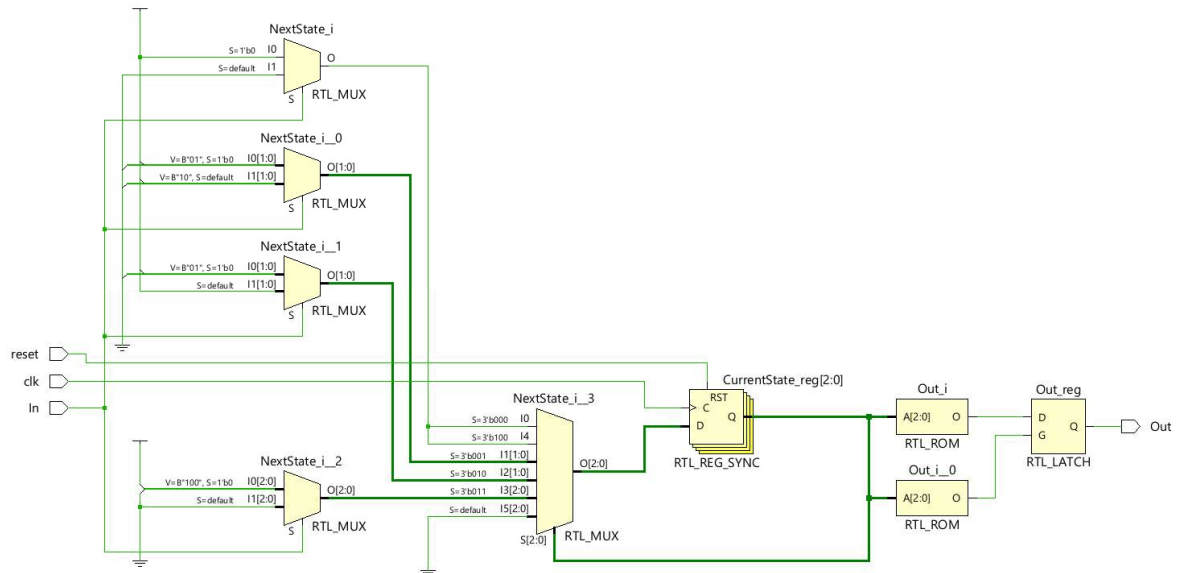 NextState_i
S=1'b0 I0
S=default I1
O
S
RTL_MUX
NextState_i__0
V=B"01", S=1'b0 I0[1:0]
V=B"10", S=default I1[1:0]
O[1:0]
S
RTL_MUX
NextState_i__1
V=B"01", S=1'b0 I0[1:0]
S=default I1[1:0]
O[1:0]
S
RTL_MUX
reset
clk
In
NextState_i__2
V=B"100", S=1'b0 I0[2:0]
S=default I1[2:0]
O[2:0]
S
RTL_MUX
NextState_i__3
S=3'b000 I0
S=3'b100 I4
S=3'b001 I1[1:0]
S=3'b010 I2[1:0]
S=3'b011 I3[2:0]
S=default I5[2:0]
O[2:0]
S[2:0]
RTL_MUX
CurrentState_reg[2:0]
RST
C
Q
D
RTL_REG_SYNC
Out_i
A[2:0] O
RTL_ROM
Out_i__0
A[2:0] O
RTL_ROM
Out_reg
D
Q
G
RTL_LATCH
Out